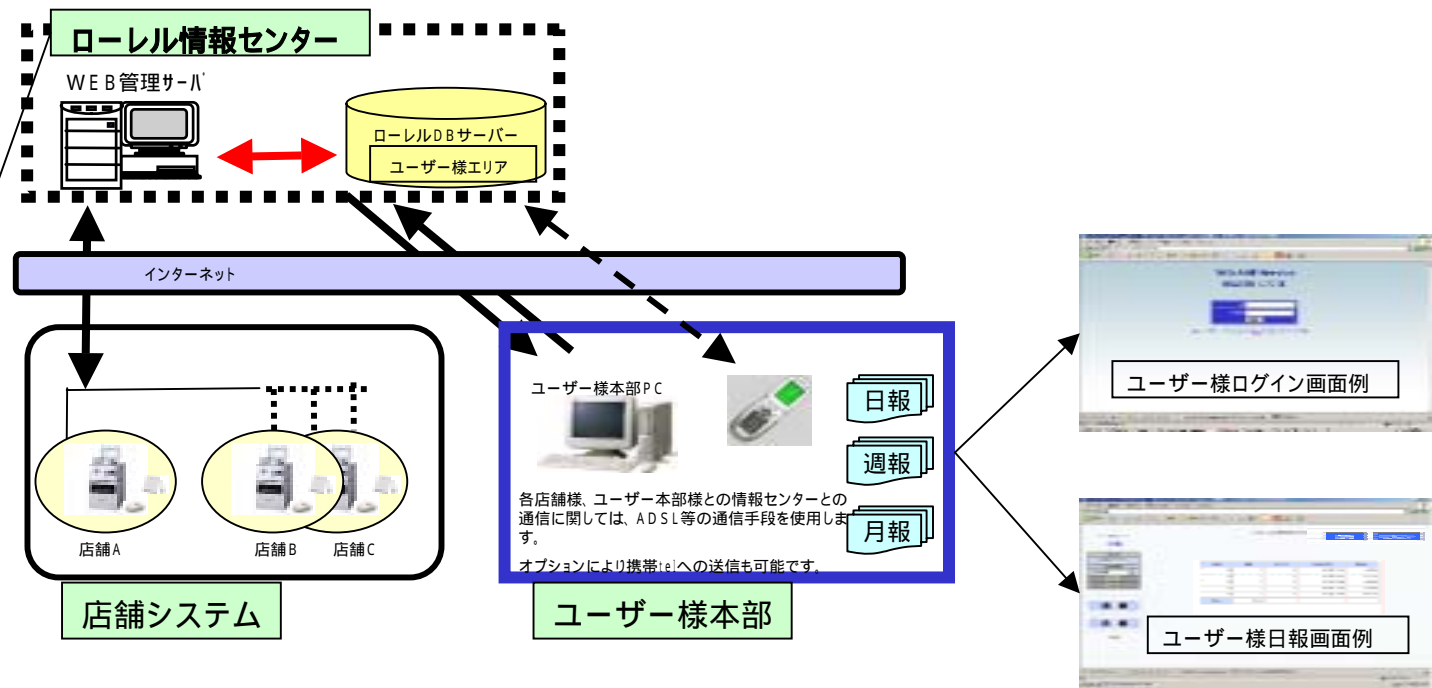 ローレル情報センター
WEB管理ｻｰﾊﾞ
ローレルDBサーバー
ユーザー様エリア
インターネット
店舗A
店舗B
店舗C
店舗システム
ユーザー様本部PC
日報
週報
月報
各店舗様、ユーザー本部様との情報センターとの
通信に関しては、ADSL等の通信手段を使用しま
す。
オプションにより携帯telへの送信も可能です。
ユーザー様本部
ユーザー様ログイン画面例
ユーザー様日報画面例